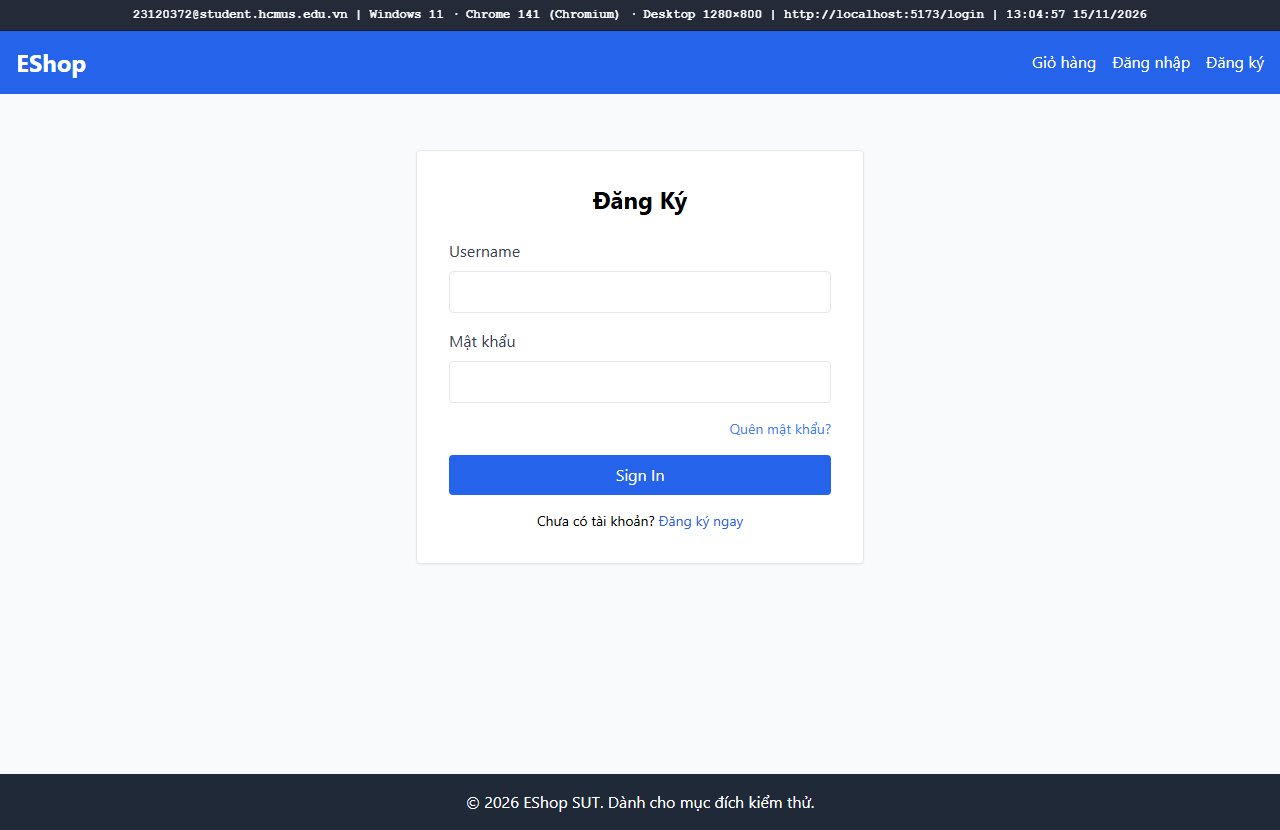 23120372@student.hcmus.edu.vn | Windows 11 · Chrome 141 (Chromium) · Desktop 1280×800 | http://localhost:5173/login | 13:04:57 15/11/2026
EShop Giỏ hàng Đăng nhập Đăng ký
Đăng Ký
Username
Mật khẩu
Quên mật khẩu?
Sign In
Chưa có tài khoản? Đăng ký ngay
© 2026 EShop SUT. Dành cho mục đích kiểm thử.